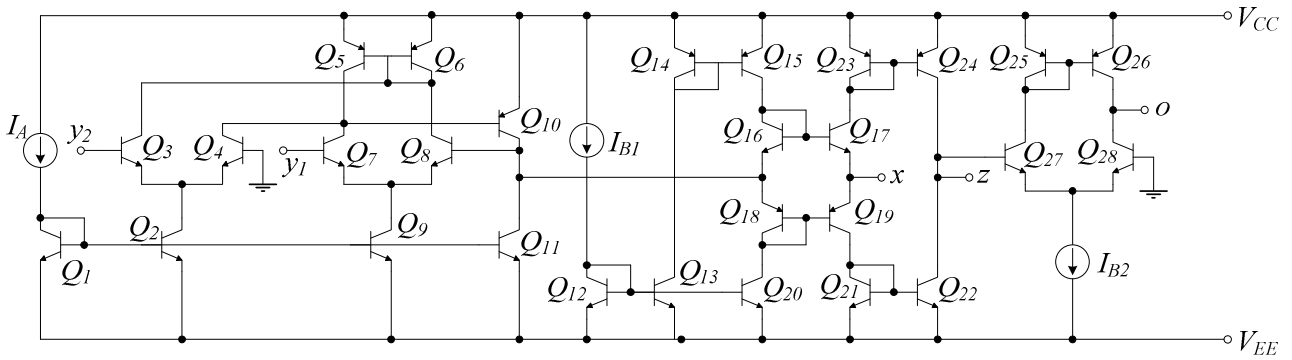 V_CC
Q_5 Q_6 Q_14 Q_15 Q_23 Q_24 Q_25 Q_26
I_A y_2 Q_3 Q_4 y_1 Q_7 Q_8 Q_10 I_B1 Q_16 Q_17 Q_27 Q_28 o
x z
Q_18 Q_19
Q_1 Q_2 Q_9 Q_11 I_B2
Q_12 Q_13 Q_20 Q_21 Q_22
V_EE